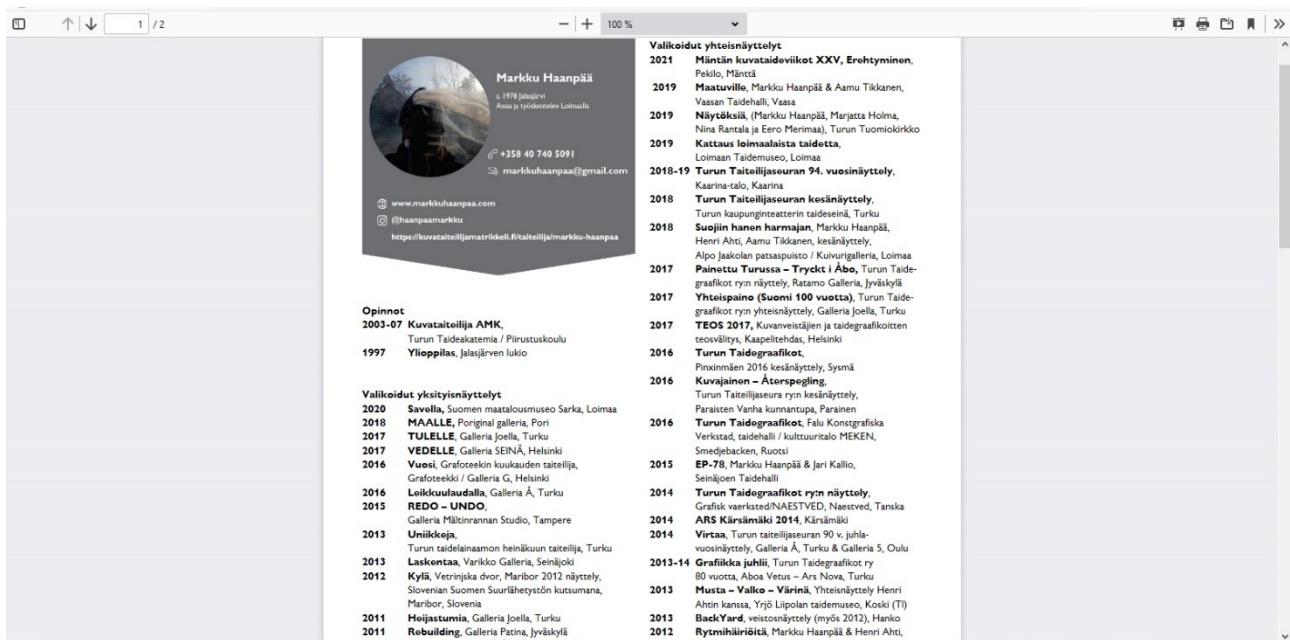 1 / 2
100 %
Markku Haanpää
s. 1978 Jalasjärvi
Asuu ja työskentelee Loimaalla
+358 40 740 5091
markkuhaanpaa@gmail.com
www.markkuhaanpaa.com
@haanpaamarkku
https://kuvataiteilijamatrikkeli.fi/taiteilija/markku-haanpaa
Opinnot
2003-07 Kuvataiteilija AMK,
Turun Taideakatemia / Piirustuskoulu
1997 Ylioppilas, Jalasjärven lukio
Valikoidut yksityisnäyttelyt
2020 Savella, Suomen maatalousmuseo Sarka, Loimaa
2018 MAALLE, Poriginal galleria, Pori
2017 TULELLE, Galleria Joella, Turku
2017 VEDELLE, Galleria SEINÄ, Helsinki
2016 Vuosi, Grafoteekin kuukauden taiteilija,
Grafoteekki / Galleria G, Helsinki
2016 Leikkuulaudalla, Galleria Å, Turku
2015 REDO – UNDO,
Galleria Mältinrannan Studio, Tampere
2013 Uniikkeja,
Turun taidelainaamon heinäkuun taiteilija, Turku
2013 Laskentaa, Varikko Galleria, Seinäjoki
2012 Kylä, Vetrinjska dvor, Maribor 2012 näyttely,
Slovenian Suomen Suurlähetystön kutsumana,
Maribor, Slovenia
2011 Heijastumia, Galleria Joella, Turku
2011 Rebuilding, Galleria Patina, Jyväskylä
Valikoidut yhteisnäyttelyt
2021 Mäntän kuvataideviikot XXV, Erehtyminen,
Pekilo, Mänttä
2019 Maatuville, Markku Haanpää & Aamu Tikkanen,
Vaasan Taidehalli, Vaasa
2019 Näytöksiä, (Markku Haanpää, Marjatta Holma,
Nina Rantala ja Eero Merimaa), Turun Tuomiokirkko
2019 Kattaus loimaalaista taidetta,
Loimaan Taidemuseo, Loimaa
2018-19 Turun Taiteilijaseuran 94. vuosinäyttely,
Kaarina-talo, Kaarina
2018 Turun Taiteilijaseuran kesänäyttely,
Turun kaupunginteatterin taideseinä, Turku
2018 Suojiin hanen harmajan, Markku Haanpää,
Henri Ahti, Aamu Tikkanen, kesänäyttely,
Alpo Jaakolan patsaspuisto / Kuivurigalleria, Loimaa
2017 Painettu Turussa – Tryckt i Åbo, Turun Taide-
graafikot ry:n näyttely, Ratamo Galleria, Jyväskylä
2017 Yhteispaino (Suomi 100 vuotta), Turun Taide-
graafikot ry:n yhteisnäyttely, Galleria Joella, Turku
2017 TEOS 2017, Kuvanveistäjien ja taidegraafikoitten
teosvälitys, Kaapelitehdas, Helsinki
2016 Turun Taidegraafikot,
Pinxinmäen 2016 kesänäyttely, Sysmä
2016 Kuvajainen – Återspegling,
Turun Taiteilijaseura ry:n kesänäyttely,
Paraisten Vanha kunnantupa, Parainen
2016 Turun Taidegraafikot, Falu Konstgrafiska
Verkstad, taidehalli / kulttuuritalo MEKEN,
Smedjebacken, Ruotsi
2015 EP-78, Markku Haanpää & Jari Kallio,
Seinäjoen Taidehalli
2014 Turun Taidegraafikot ry:n näyttely,
Grafisk vaerksted/NAESTVED, Naestved, Tanska
2014 ARS Kärsämäki 2014, Kärsämäki
2014 Virtaa, Turun taiteilijaseuran 90 v. juhla-
vuosinäyttely, Galleria Å, Turku & Galleria 5, Oulu
2013-14 Grafiikka juhlii, Turun Taidegraafikot ry
80 vuotta, Aboa Vetus – Ars Nova, Turku
2013 Musta – Valko – Värinä, Yhteisnäyttely Henri
Ahtin kanssa, Yrjö Liipolan taidemuseo, Koski (Tl)
2013 BackYard, veistosnäyttely (myös 2012), Hanko
2012 Rytmihäiriöitä, Markku Haanpää & Henri Ahti,